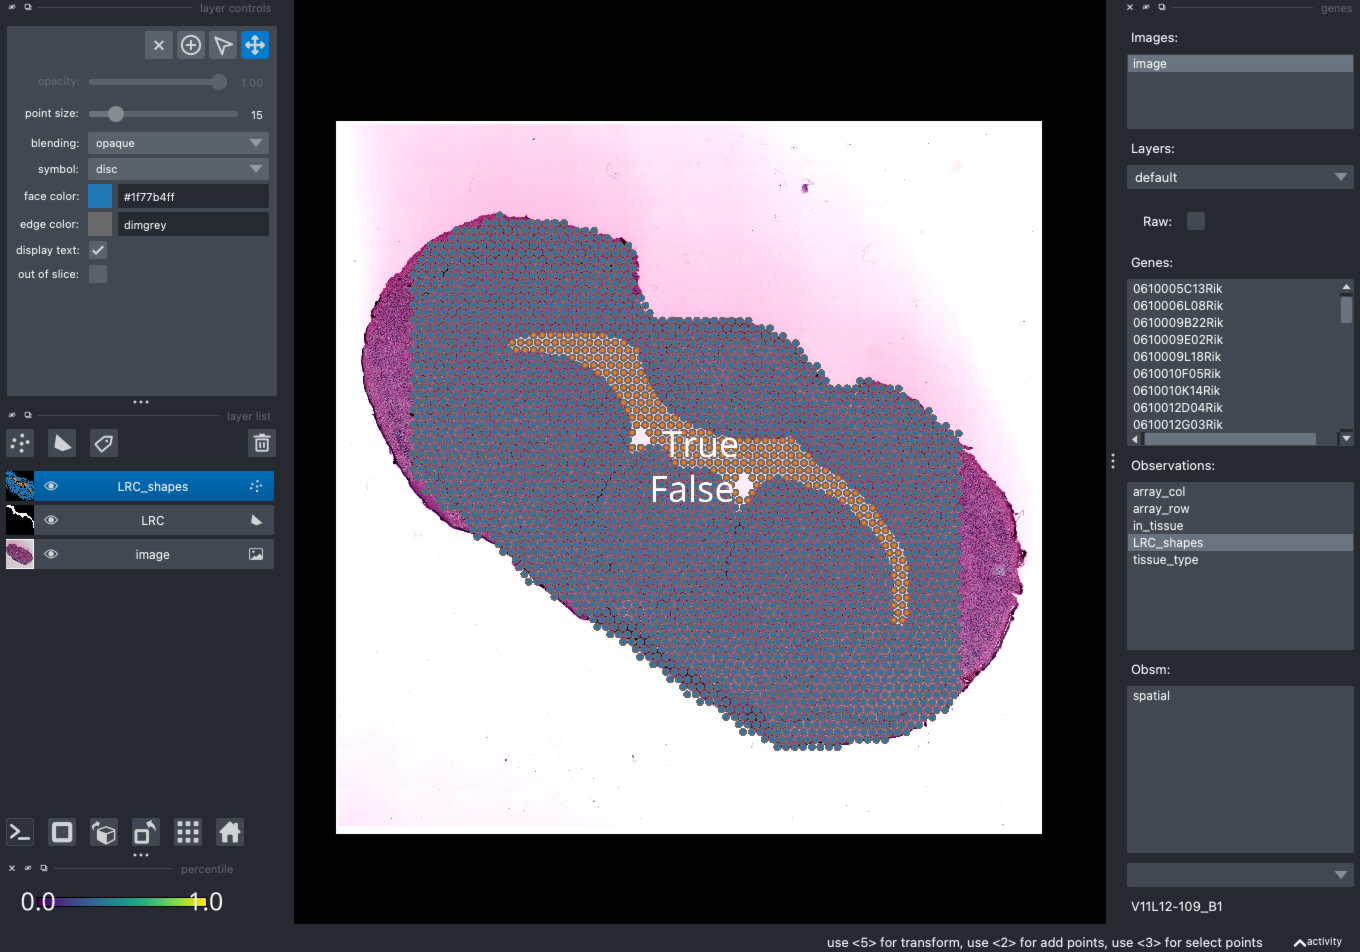 layer controls
opacity:
1.00
point size:
15
blending:
opaque
symbol:
disc
face color:
#1f77b4ff
edge color:
dimgrey
display text:
out of slice:
layer list
LRC_shapes
LRC
image
percentile
0.0
1.0
True
False
genes
Images:
image
Layers:
default
Raw:
Genes:
0610005C13Rik
0610006L08Rik
0610009B22Rik
0610009E02Rik
0610009L18Rik
0610010F05Rik
0610010K14Rik
0610012D04Rik
0610012G03Rik
Observations:
array_col
array_row
in_tissue
LRC_shapes
tissue_type
Obsm:
spatial
V11L12-109_B1
use <5> for transform, use <2> for add points, use <3> for select points
activity